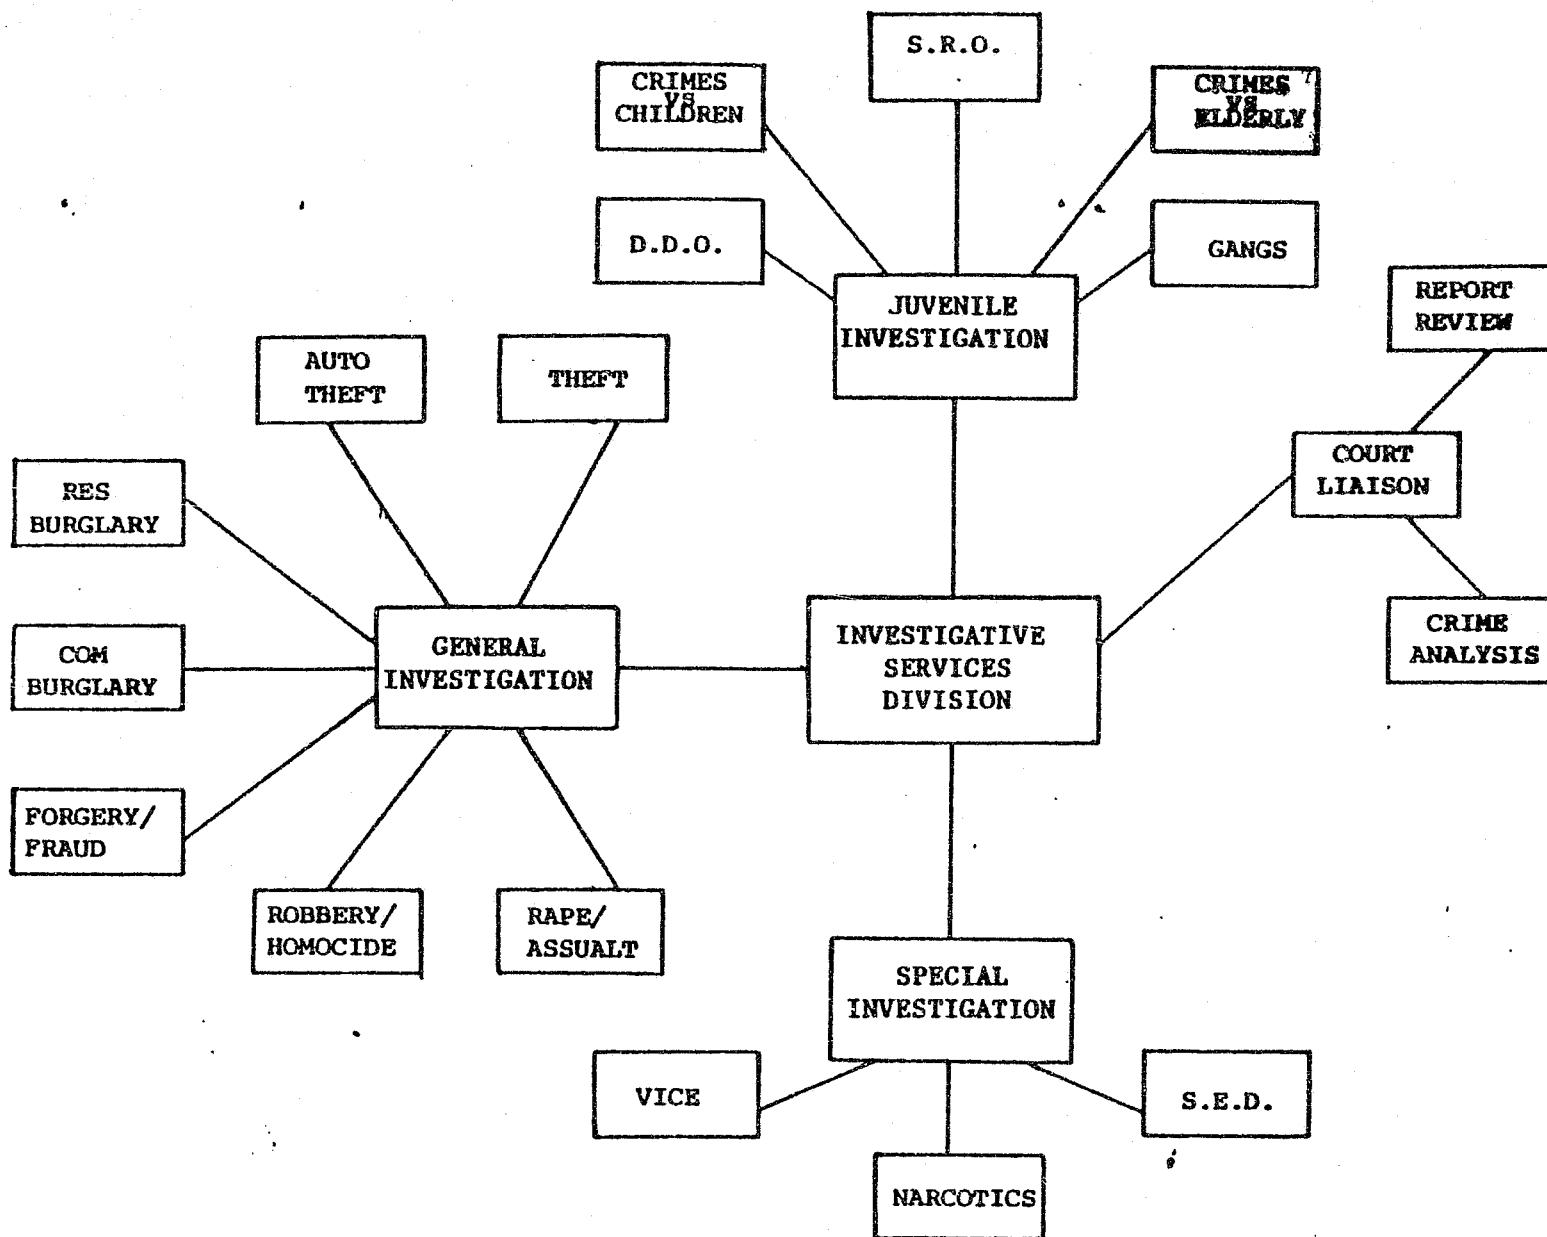 S.R.O.
CRIMES
vs
CHILDREN
CRIMES
vs
ELDERLY
D.D.O.
GANGS
JUVENILE
INVESTIGATION
REPORT
REVIEW
AUTO
THEFT
THEFT
COURT
LIAISON
RES
BURGLARY
GENERAL
INVESTIGATION
INVESTIGATIVE
SERVICES
DIVISION
CRIME
ANALYSIS
COM
BURGLARY
FORGERY/
FRAUD
ROBBERY/
HOMOCIDE
RAPE/
ASSUALT
SPECIAL
INVESTIGATION
VICE
S.E.D.
NARCOTICS